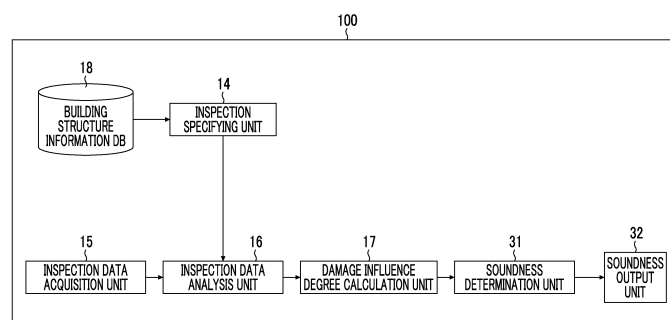 100
18
BUILDING
STRUCTURE
INFORMATION DB
14
INSPECTION
SPECIFYING UNIT
15
INSPECTION DATA
ACQUISITION UNIT
16
INSPECTION DATA
ANALYSIS UNIT
17
DAMAGE INFLUENCE
DEGREE CALCULATION UNIT
31
SOUNDNESS
DETERMINATION UNIT
32
SOUNDNESS
OUTPUT
UNIT